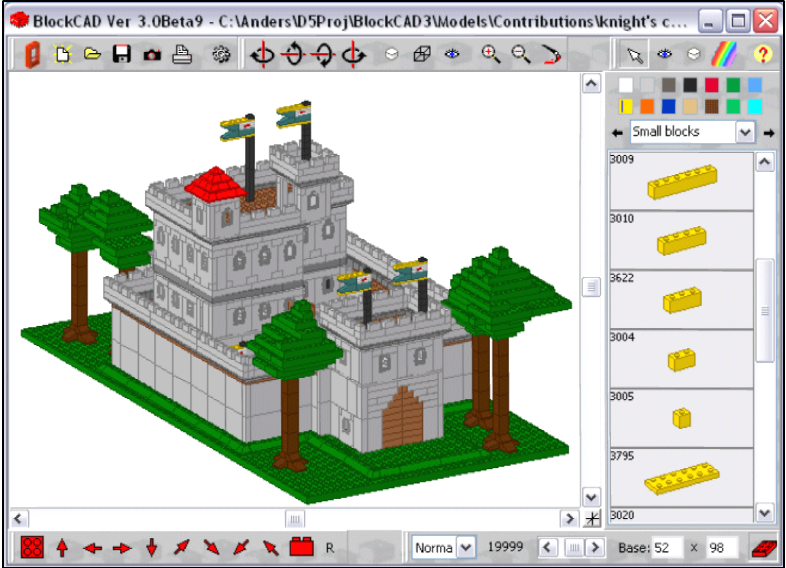 BlockCAD Ver 3.0Beta9 - C:\Anders\D5Proj\BlockCAD3\Models\Contributions\knight's c...
?
Small blocks
3009
3010
3622
3004
3005
3795
3020
R
Norma
19999
Base: 52 x 98